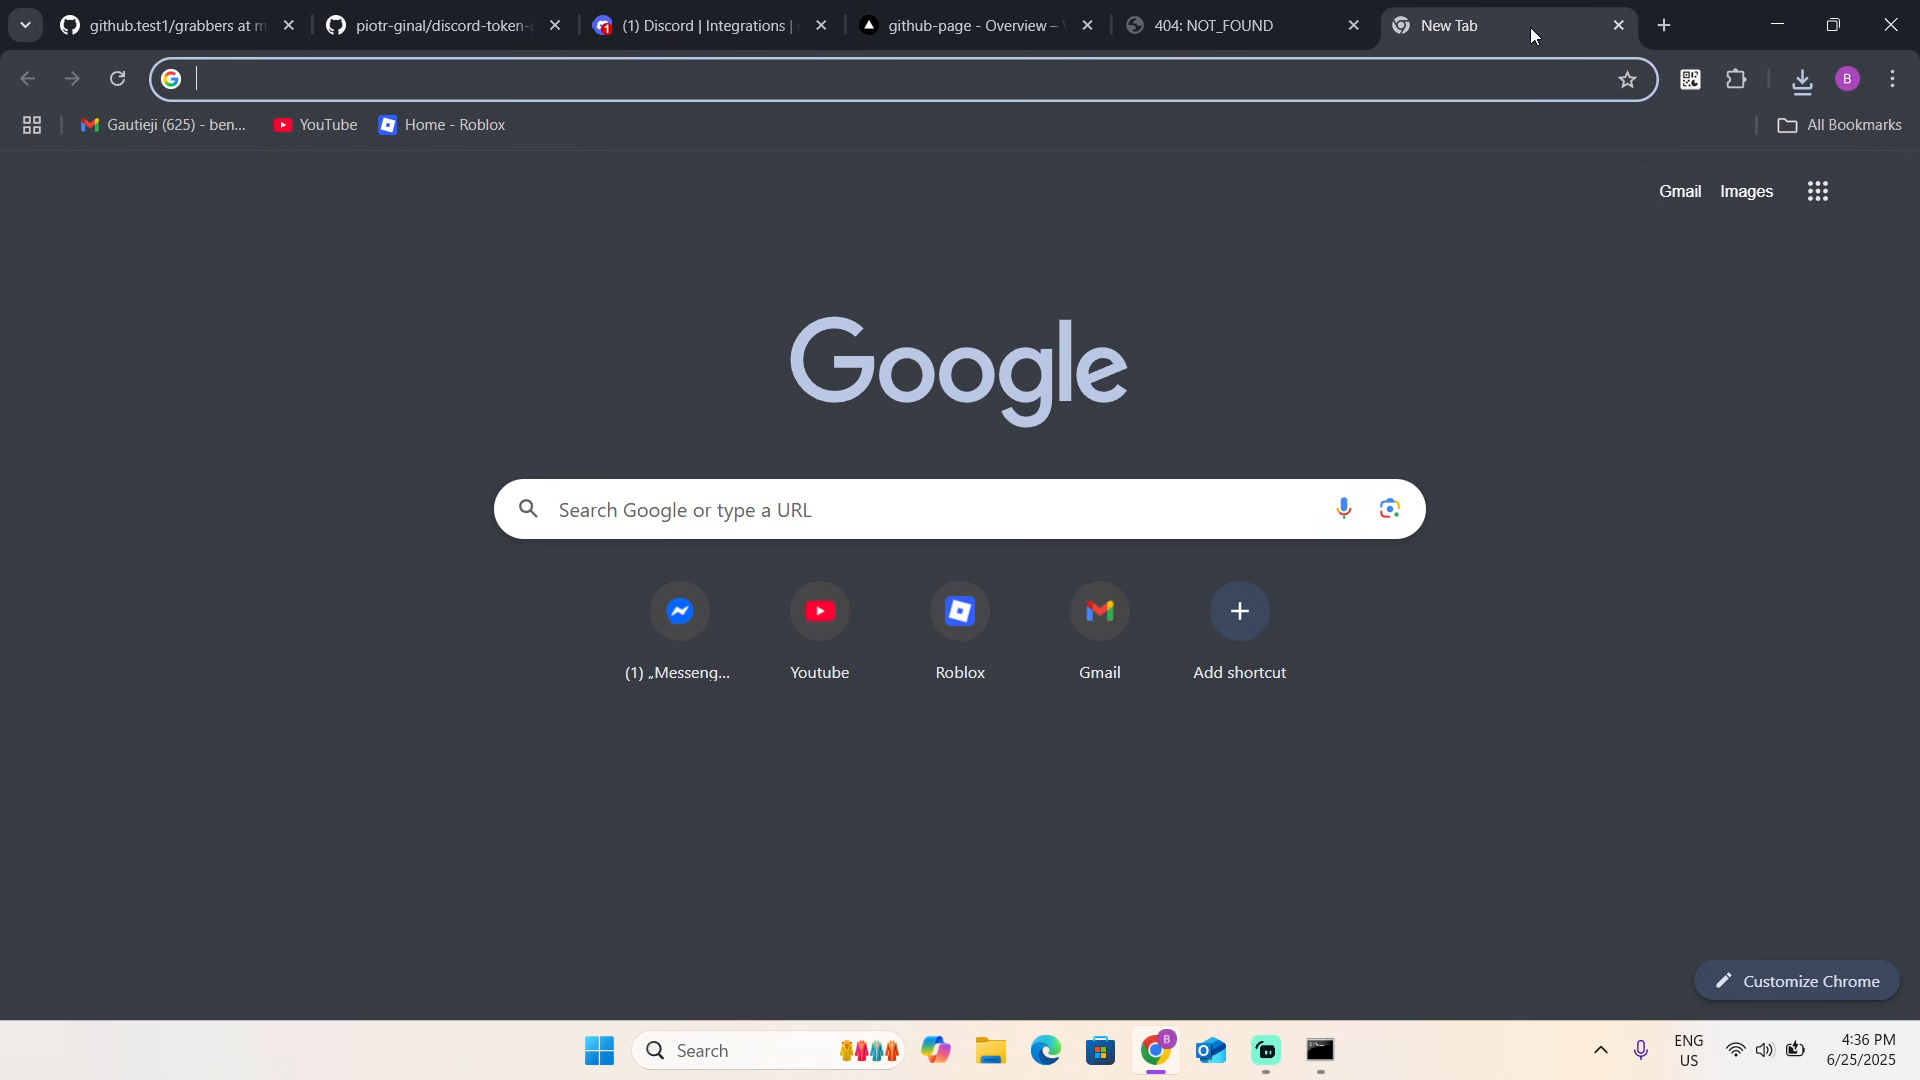 github.test1/grabbers at m
piotr-ginal/discord-token-
(1) Discord | Integrations |
github-page - Overview –
404: NOT_FOUND
New Tab
Gautieji (625) - ben...
YouTube
Home - Roblox
All Bookmarks
B
Gmail
Images
Google
Search Google or type a URL
(1) „Messeng...
Youtube
Roblox
Gmail
Add shortcut
Customize Chrome
Search
ENG
US
4:36 PM
6/25/2025